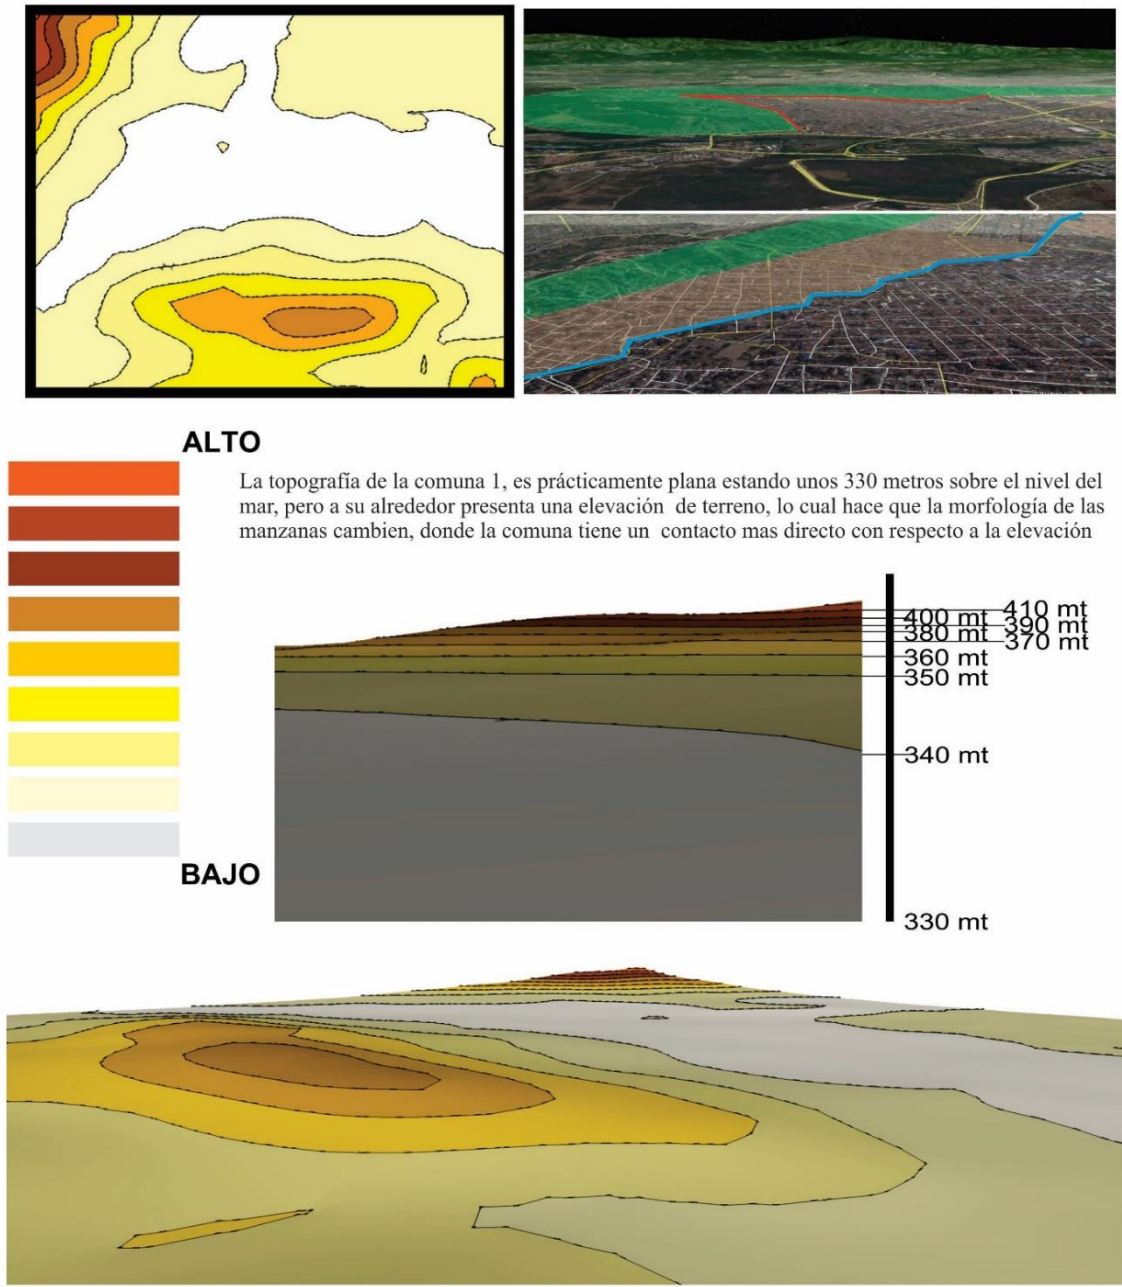 ALTO
La topografía de la comuna 1, es prácticamente plana estando unos 330 metros sobre el nivel del
mar, pero a su alrededor presenta una elevación de terreno, lo cual hace que la morfología de las
manzanas cambien, donde la comuna tiene un contacto mas directo con respecto a la elevación
410 mt
400 mt
390 mt
380 mt
370 mt
360 mt
350 mt
340 mt
BAJO
330 mt